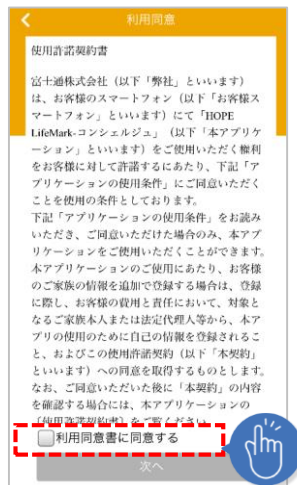 利用同意
使用許諾契約書
富士通株式会社（以下「弊社」といいます）
は、お客様のスマートフォン（以下「お客様ス
マートフォン」といいます）にて「HOPE
LifeMark-コンシェルジュ」（以下「本アプリケ
ーション」といいます）をご使用いただく権利
をお客様に対して許諾するにあたり、下記「ア
プリケーションの使用条件」にご同意いただく
ことを使用の条件としております。
下記「アプリケーションの使用条件」をお読み
いただき、ご同意いただけた場合のみ、本アプ
リケーションをご使用いただくことができます。
本アプリケーションのご使用にあたり、お客様
のご家族の情報を追加で登録する場合は、登録
に際し、お客様の費用と責任において、対象と
なるご家族本人または法定代理人等から、本ア
プリの使用のために自己の情報を登録されるこ
と、およびこの使用許諾契約（以下「本契約」
といいます）への同意を取得するものとします。
なお、ご同意いただいた後に「本契約」の内容
を確認する場合には、本アプリケーションの
「使用許諾契約書」をご覧ください。
利用同意書に同意する
次へ